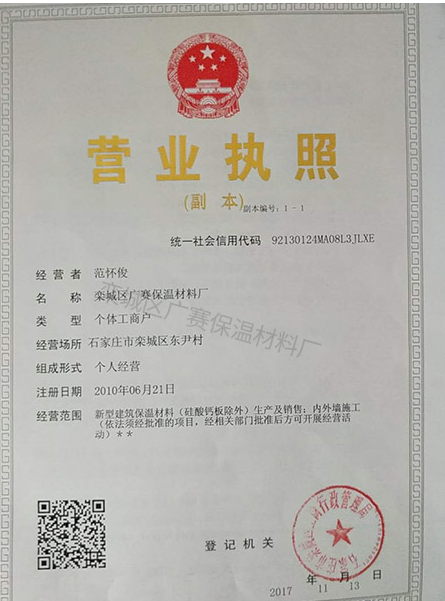 营业执照
(副 本) 副本编号：1-1
统一社会信用代码 92130124MA08L3JLXE
经营者 范怀俊
名称 栾城区广赛保温材料厂
类型 个体工商户
经营场所 石家庄市栾城区东尹村
组成形式 个人经营
注册日期 2010年06月21日
经营范围 新型建筑保温材料（硅酸钙板除外）生产及销售；内外墙施工
（依法须经批准的项目，经相关部门批准后方可开展经营活
动）**
栾城区广赛保温材料厂
登记机关
行政管理局
2017 年 11 月 13 日